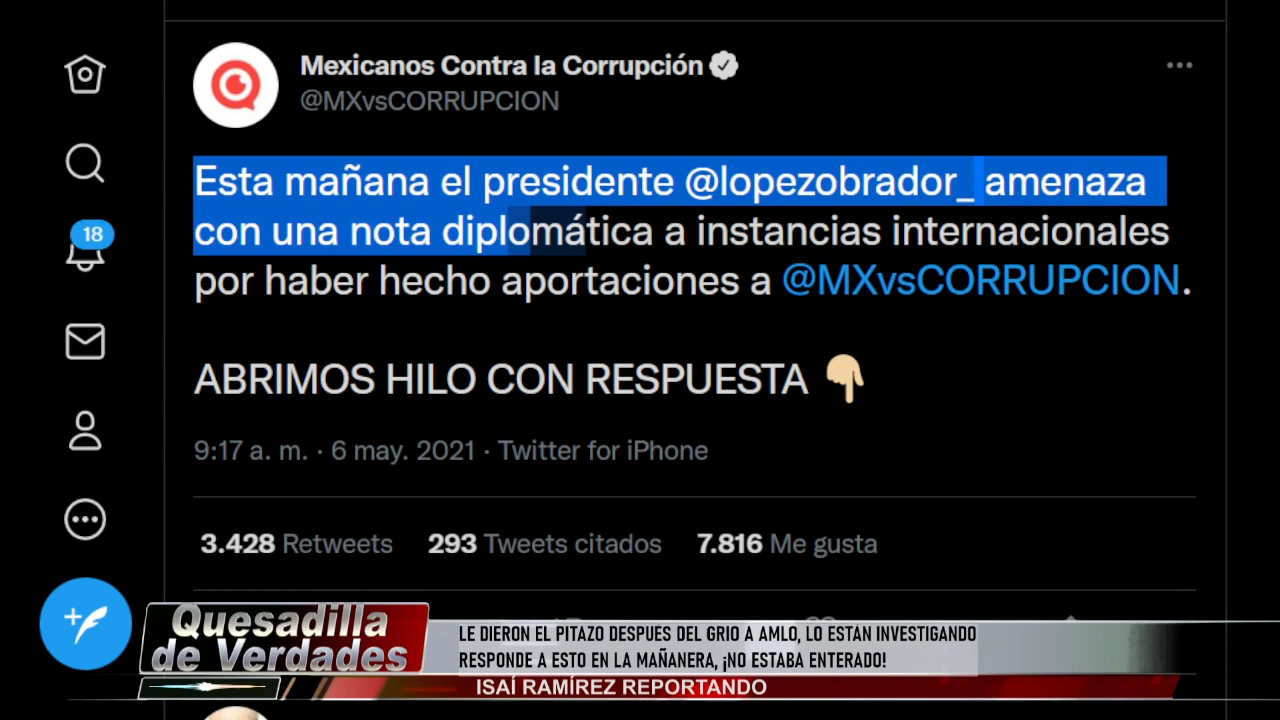 Mexicanos Contra la Corrupción
@MXvsCORRUPCION
Esta mañana el presidente @lopezobrador_ amenaza
con una nota diplomática a instancias internacionales
por haber hecho aportaciones a @MXvsCORRUPCION.
ABRIMOS HILO CON RESPUESTA
9:17 a. m. · 6 may. 2021 · Twitter for iPhone
3.428 Retweets 293 Tweets citados 7.816 Me gusta
18
Quesadilla
de Verdades
LE DIERON EL PITAZO DESPUÉS DEL GRIO A AMLO, LO ESTÁN INVESTIGANDO
RESPONDE A ESTO EN LA MAÑANERA, ¡NO ESTABA ENTERADO!
ISAÍ RAMÍREZ REPORTANDO